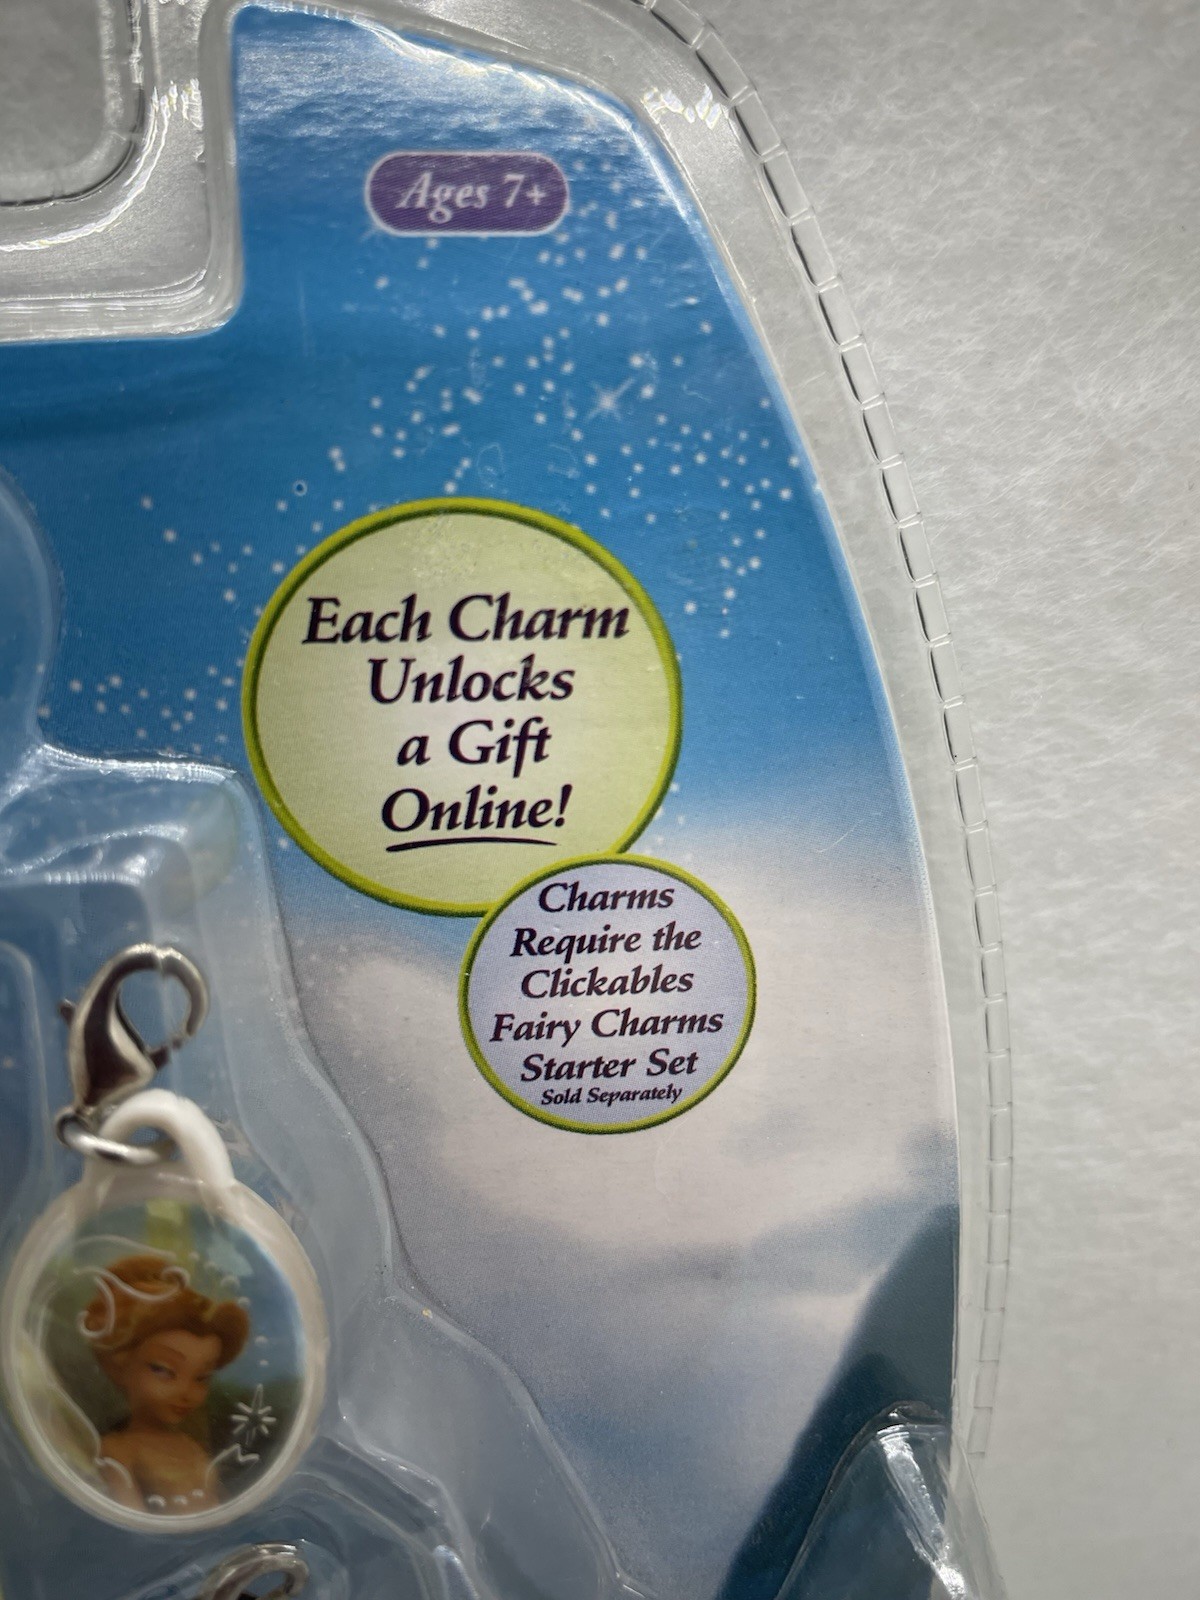 Ages 7+
Each Charm
Unlocks
a Gift
Online!
Charms
Require the
Clickables
Fairy Charms
Starter Set
Sold Separately